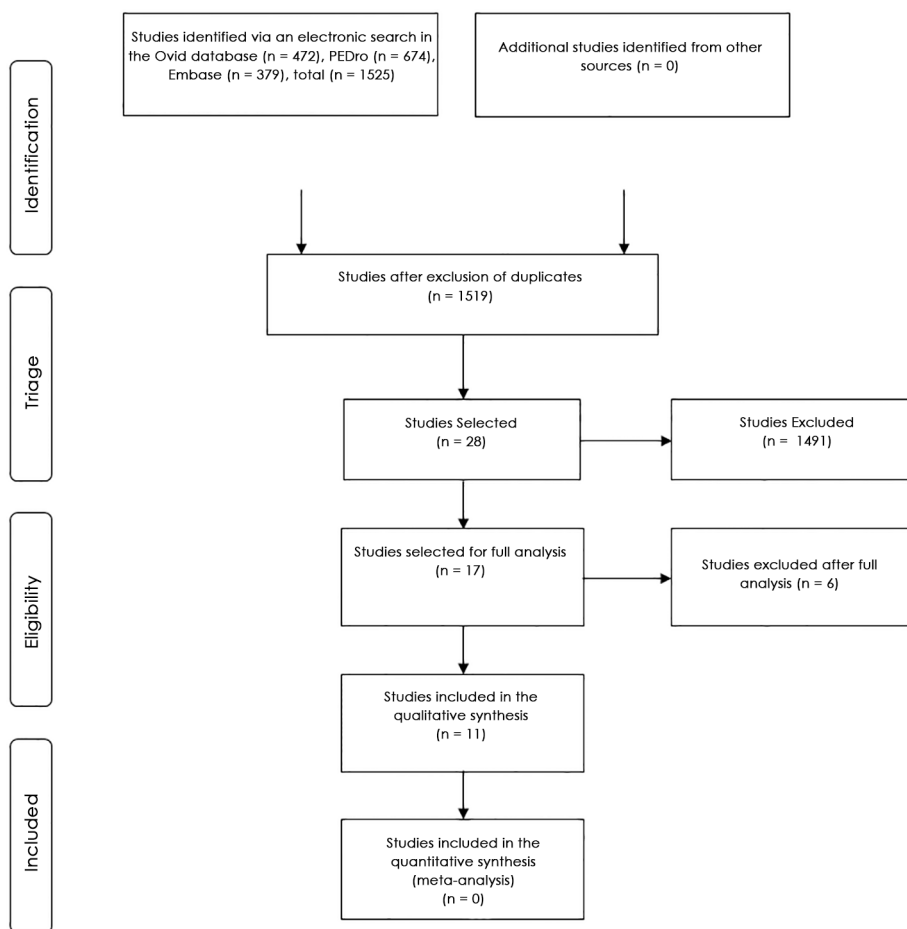 Studies identified via an electronic search in
the Ovid database (n = 472), PEDro (n = 674),
Embase (n = 379), total (n = 1525)
Additional studies identified from other
sources (n = 0)
Identification
Studies after exclusion of duplicates
(n = 1519)
Triage
Studies Selected
(n = 28)
Studies Excluded
(n = 1491)
Studies selected for full analysis
(n = 17)
Studies excluded after full
analysis (n = 6)
Eligibility
Studies included in the
qualitative synthesis
(n = 11)
Included
Studies included in the
quantitative synthesis
(meta-analysis)
(n = 0)